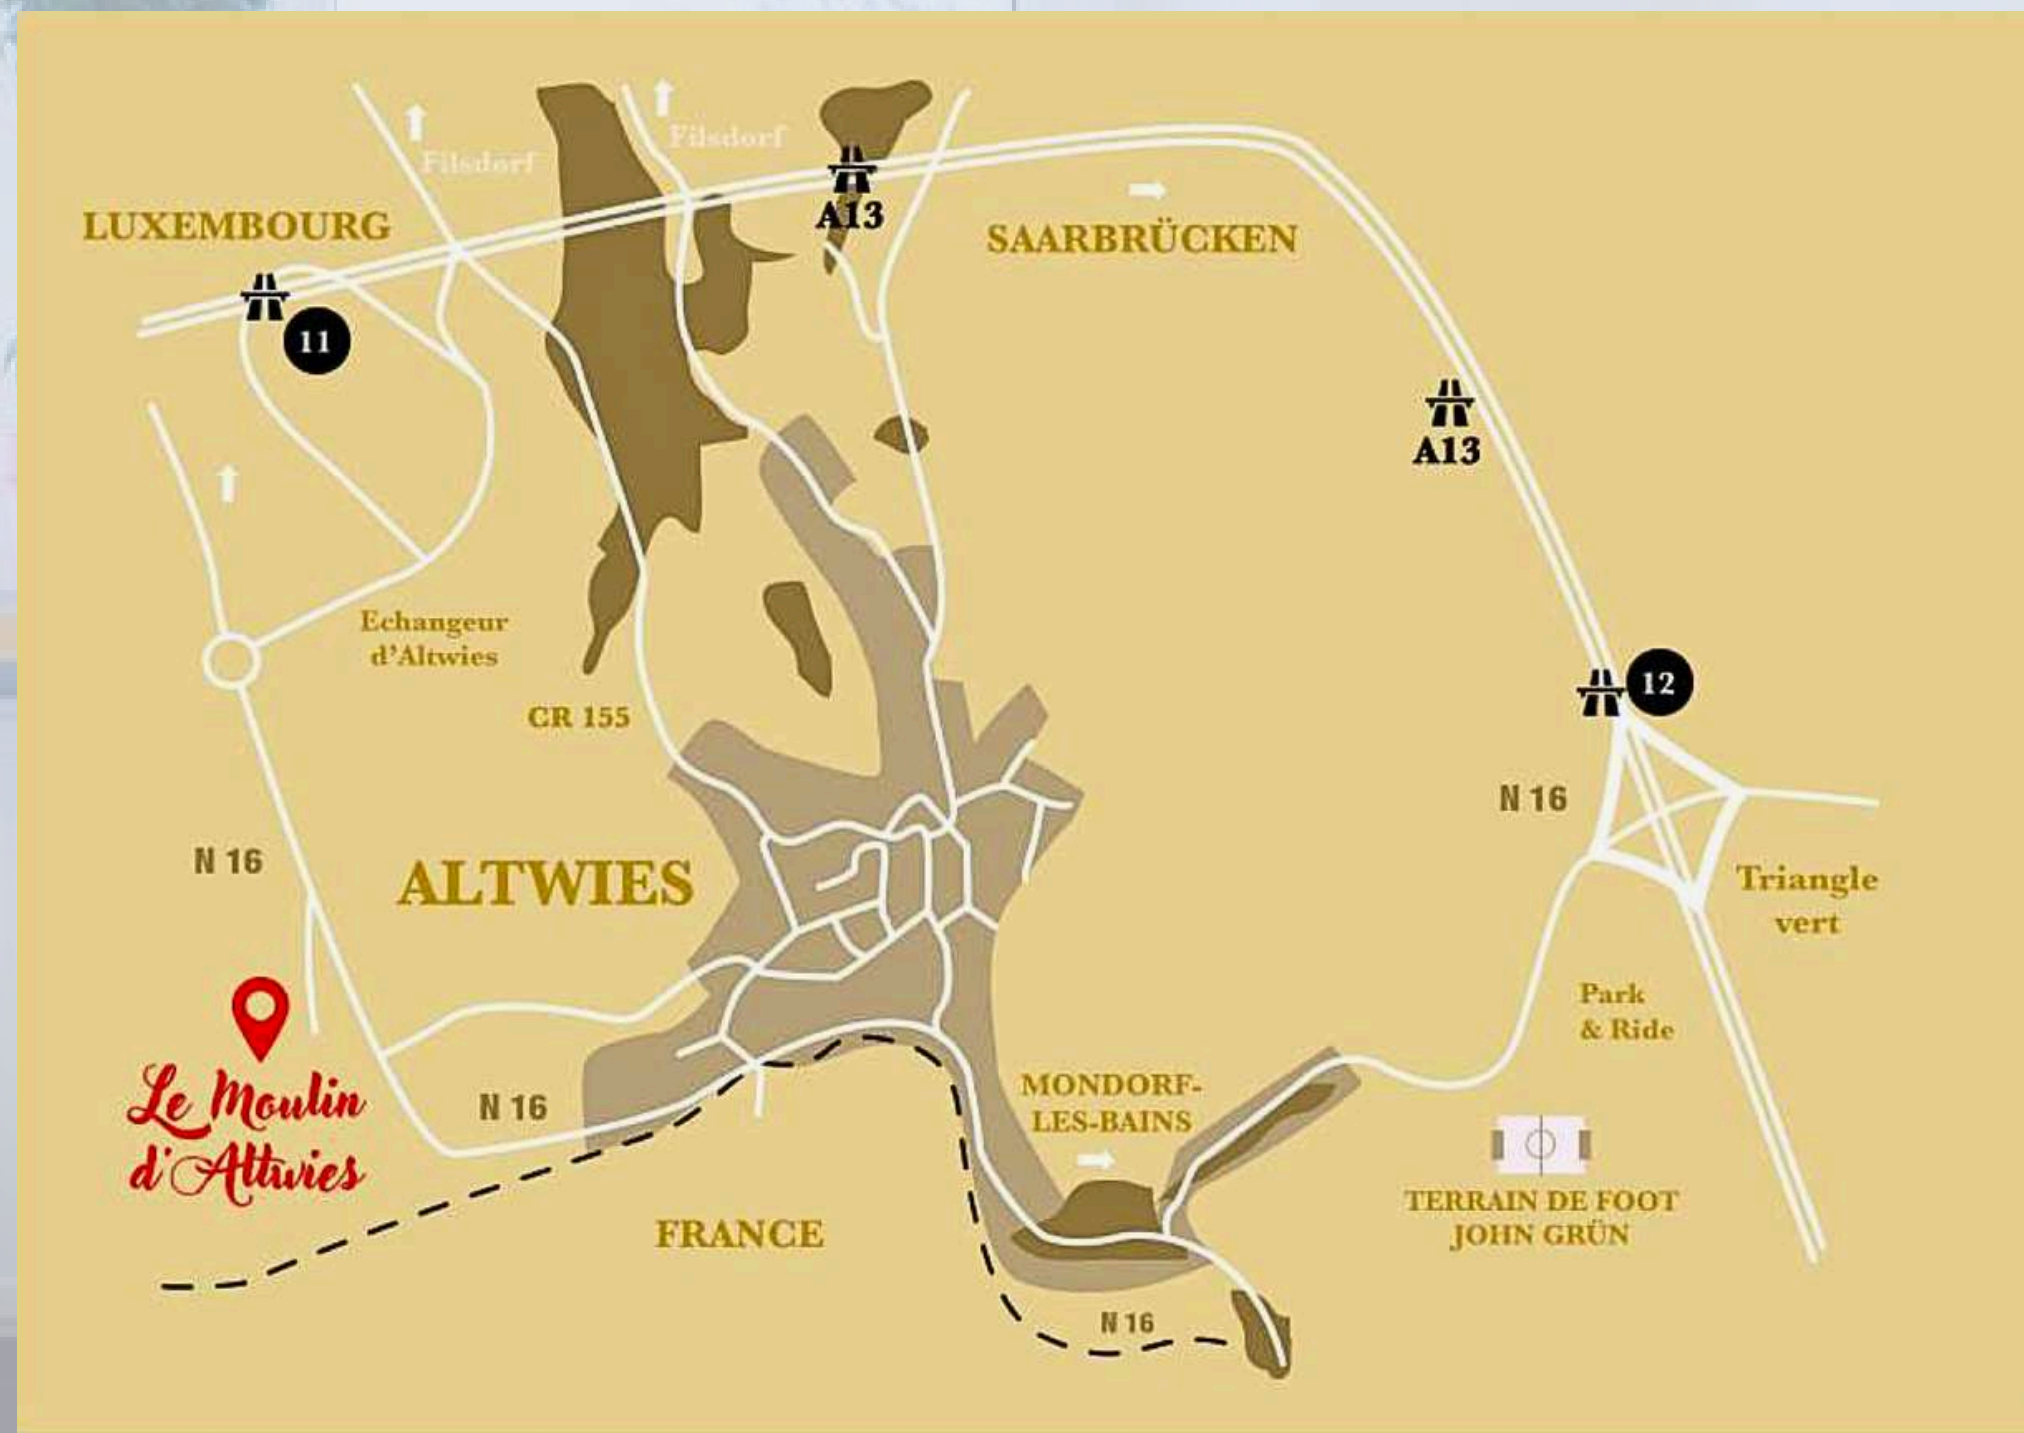 Filsdorf
Filsdorf
LUXEMBOURG
A13
SAARBRÜCKEN
11
A13
Echangeur
d'Altwies
CR 155
12
N 16
N 16
ALTWIES
Triangle
vert
Park
& Ride
Le Moulin
d'Altwies
N 16
MONDORF-
LES-BAINS
TERRAIN DE FOOT
JOHN GRÜN
FRANCE
N 16